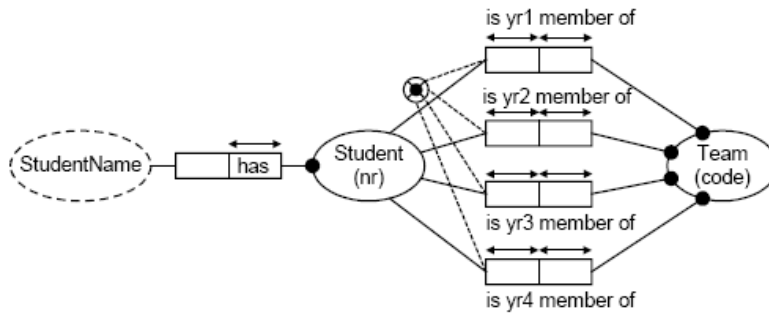 is yr1 member of
is yr2 member of
StudentName
has
Student
(nr)
Team
(code)
is yr3 member of
is yr4 member of